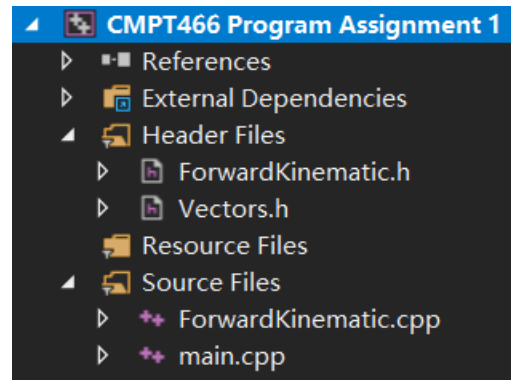 CMPT466 Program Assignment 1
References
External Dependencies
Header Files
ForwardKinematic.h
Vectors.h
Resource Files
Source Files
ForwardKinematic.cpp
main.cpp